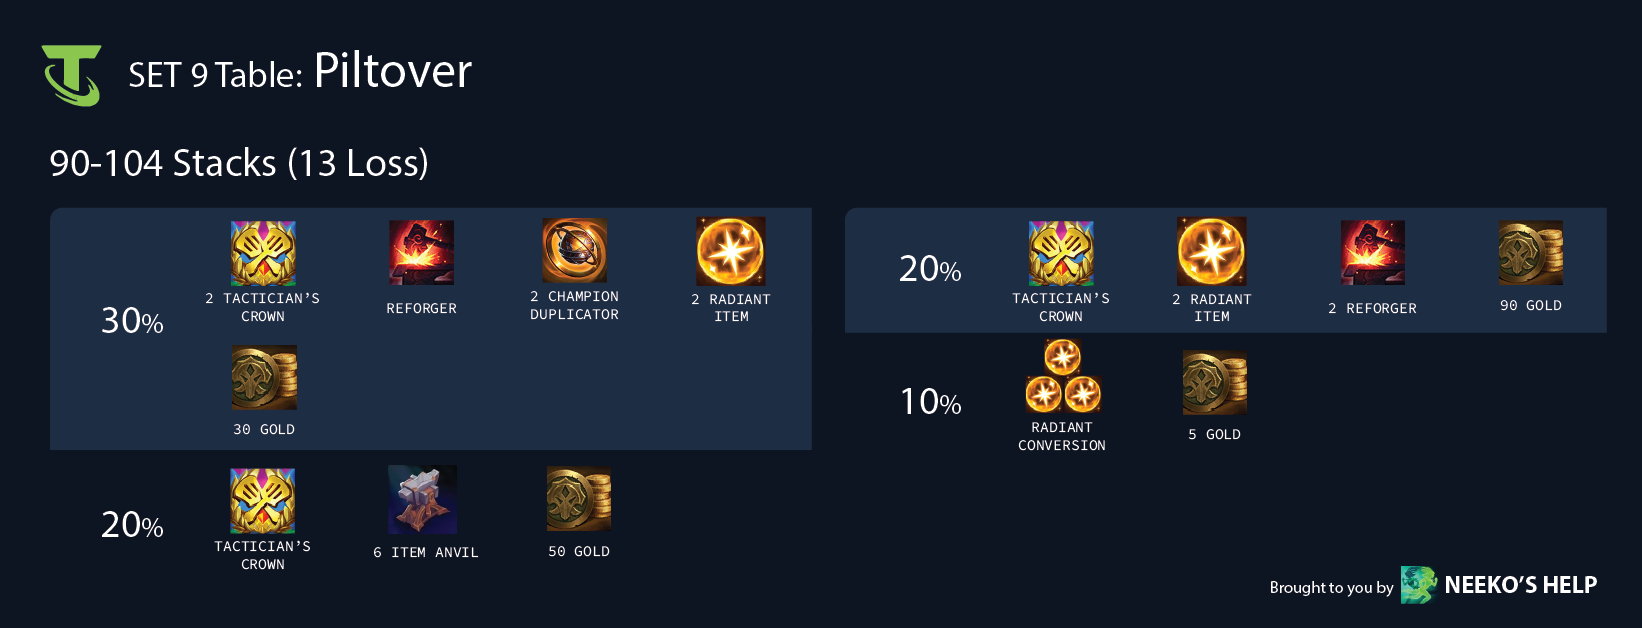 SET 9 Table: Piltover
90-104 Stacks (13 Loss)
30%
2 TACTICIAN'S
CROWN
REFORGER
2 CHAMPION
DUPLICATOR
2 RADIANT
ITEM
30 GOLD
20%
TACTICIAN'S
CROWN
6 ITEM ANVIL
50 GOLD
20%
TACTICIAN'S
CROWN
2 RADIANT
ITEM
2 REFORGER
90 GOLD
10%
RADIANT
CONVERSION
5 GOLD
Brought to you by NEEKO'S HELP